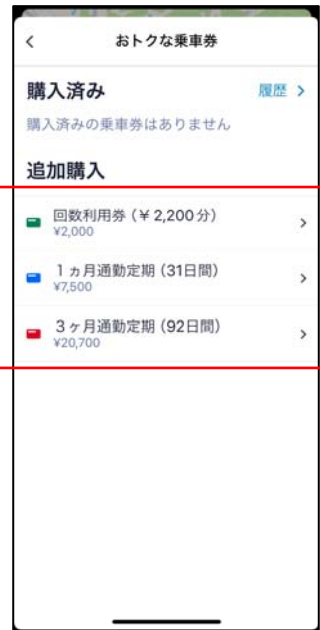 おトクな乗車券
購入済み
履歴
購入済みの乗車券はありません
追加購入
回数利用券（¥ 2,200 分）
¥2,000
1ヵ月通勤定期（31日間）
¥7,500
3ヶ月通勤定期（92日間）
¥20,700